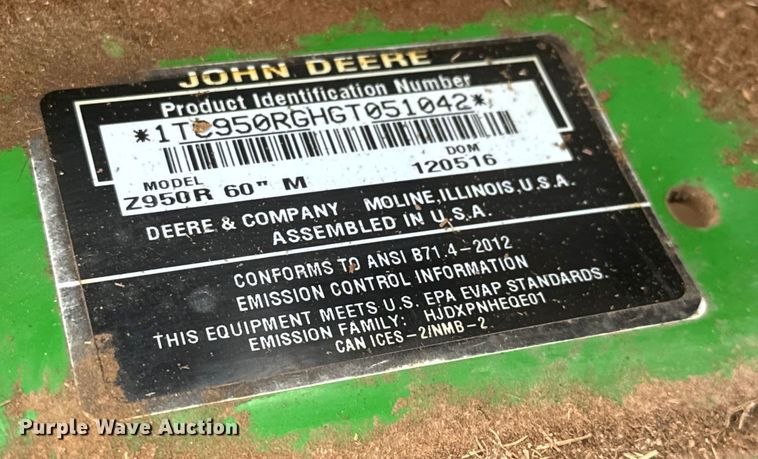 JOHN DEERE
Product Identification Number
*1TC950RGHGT051042*
MODEL DOM
Z950R 60" M 120516
DEERE & COMPANY MOLINE, ILLINOIS, U.S.A.
ASSEMBLED IN U.S.A.
CONFORMS TO ANSI B71.4-2012
EMISSION CONTROL INFORMATION
THIS EQUIPMENT MEETS U.S. EPA EVAP STANDARDS.
EMISSION FAMILY: HJDXPNHEQE01
CAN ICES-2/NMB-2
Purple Wave Auction